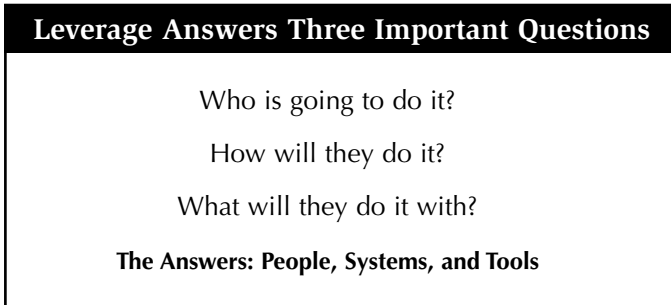 Leverage Answers Three Important Questions
Who is going to do it?
How will they do it?
What will they do it with?
The Answers: People, Systems, and Tools